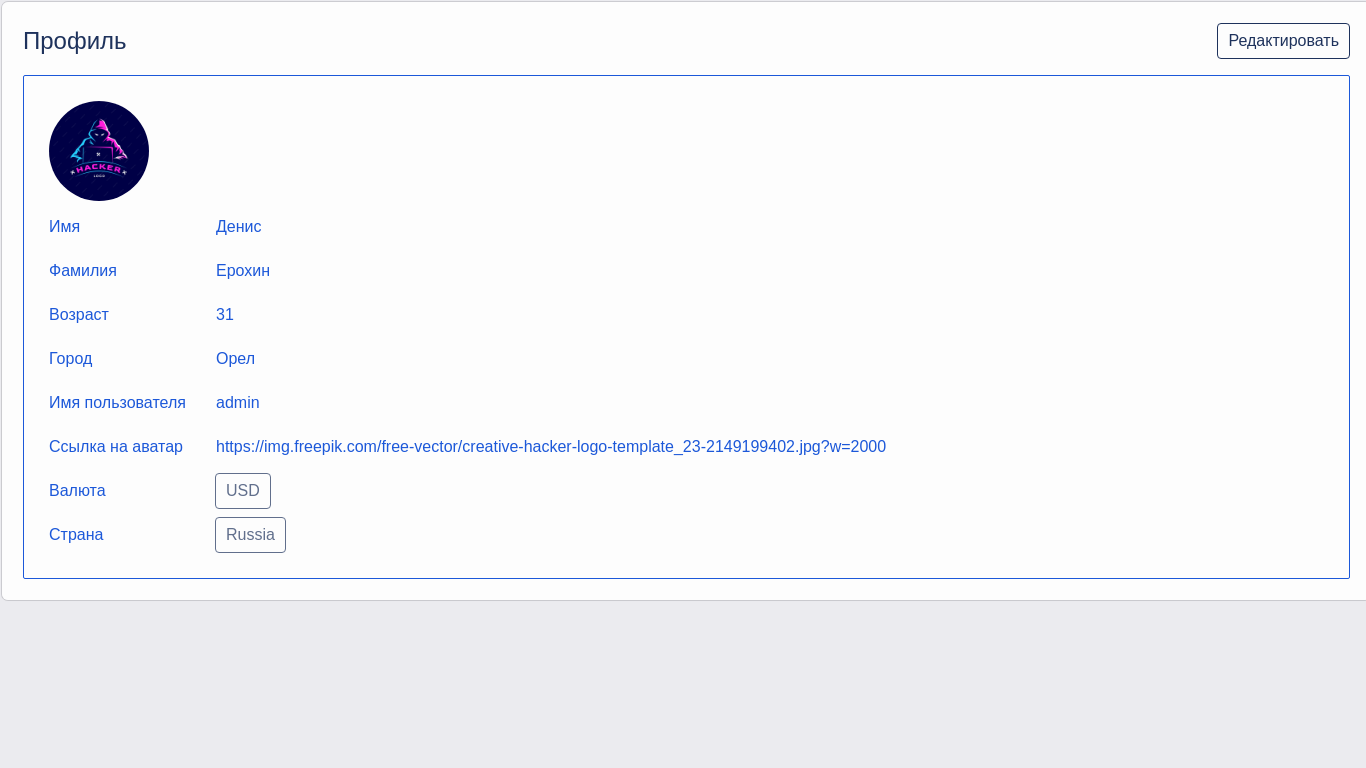 Профиль
Редактировать
HACKER
LOGO
Имя Денис
Фамилия Ерохин
Возраст 31
Город Орел
Имя пользователя admin
Ссылка на аватар https://img.freepik.com/free-vector/creative-hacker-logo-template_23-2149199402.jpg?w=2000
Валюта USD
Страна Russia